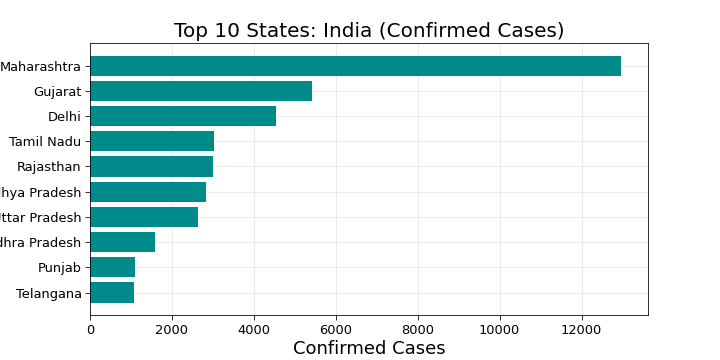 Top 10 States: India (Confirmed Cases)
Maharashtra
Gujarat
Delhi
Tamil Nadu
Rajasthan
hya Pradesh
Uttar Pradesh
dhra Pradesh
Punjab
Telangana
0 2000 4000 6000 8000 10000 12000
Confirmed Cases